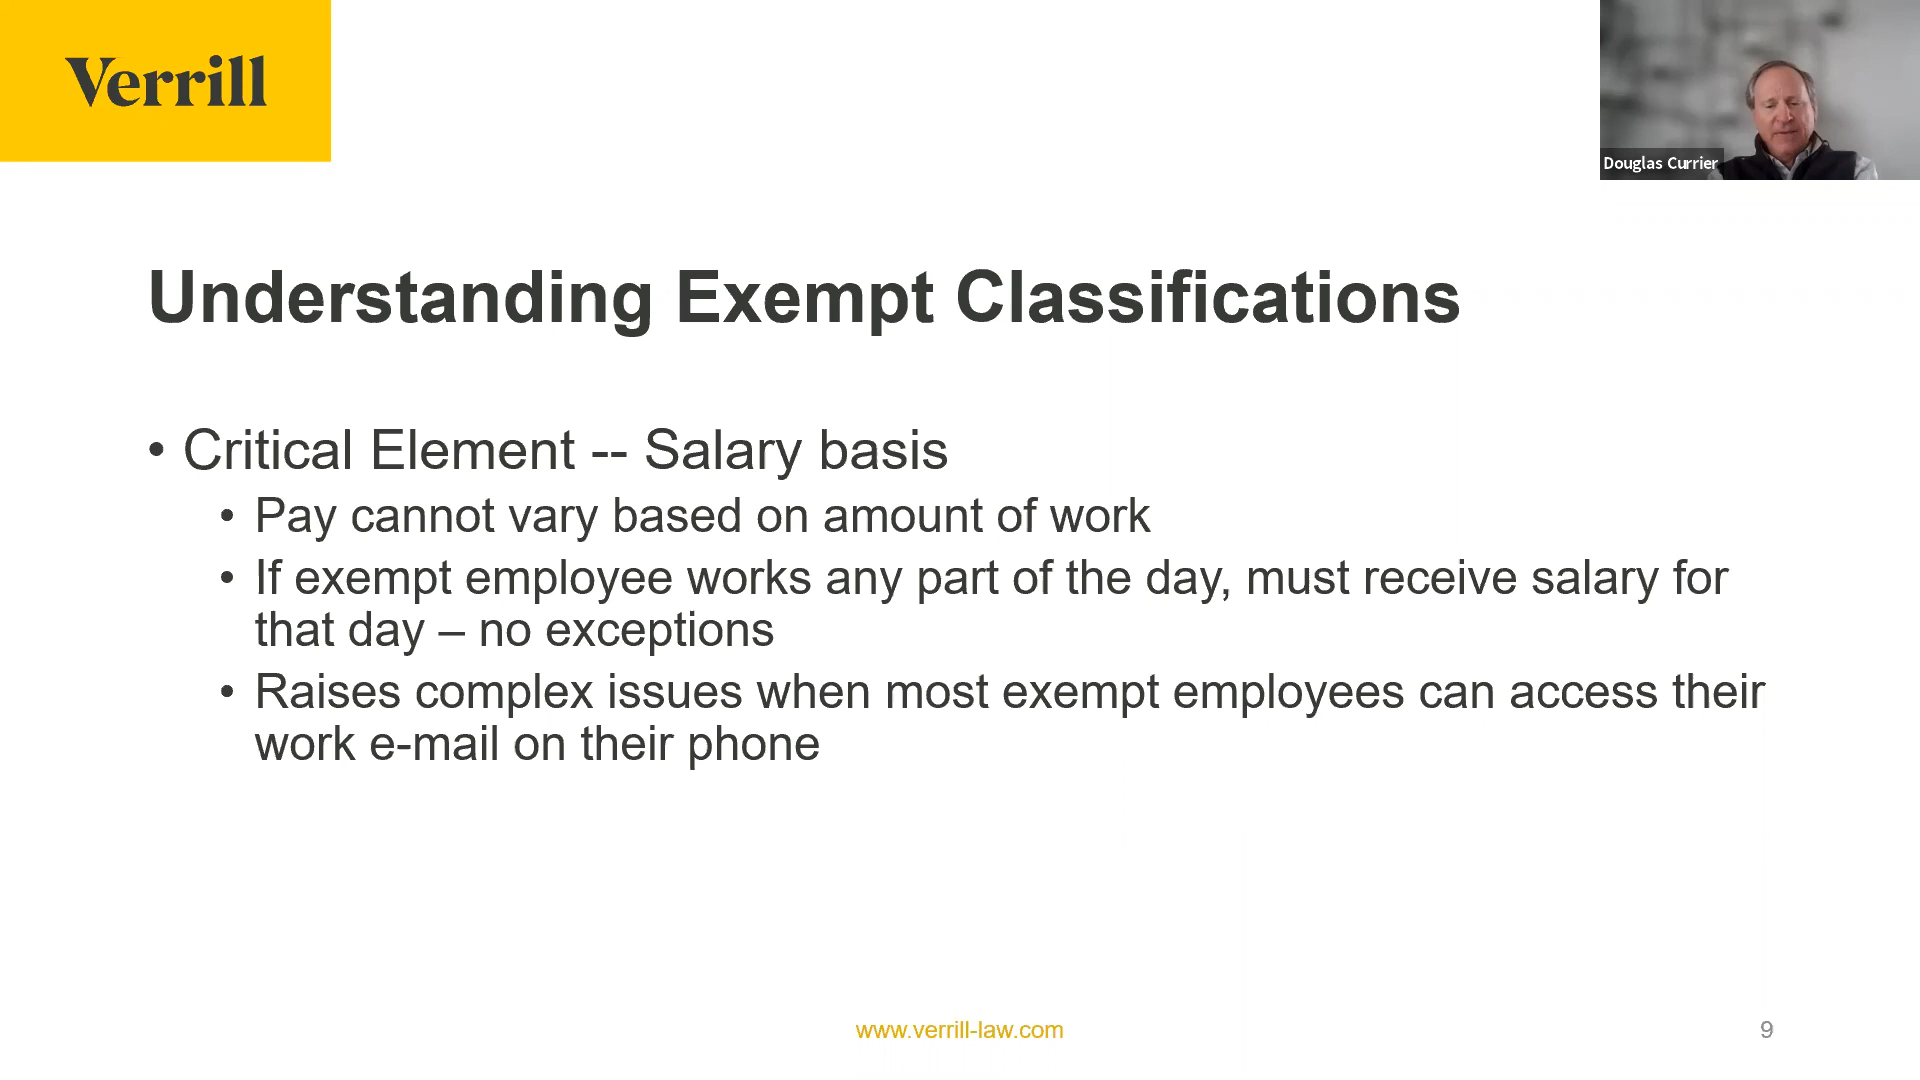 Verrill
Douglas Currier
Understanding Exempt Classifications
• Critical Element -- Salary basis
• Pay cannot vary based on amount of work
• If exempt employee works any part of the day, must receive salary for
that day – no exceptions
• Raises complex issues when most exempt employees can access their
work e-mail on their phone
www.verrill-law.com
9